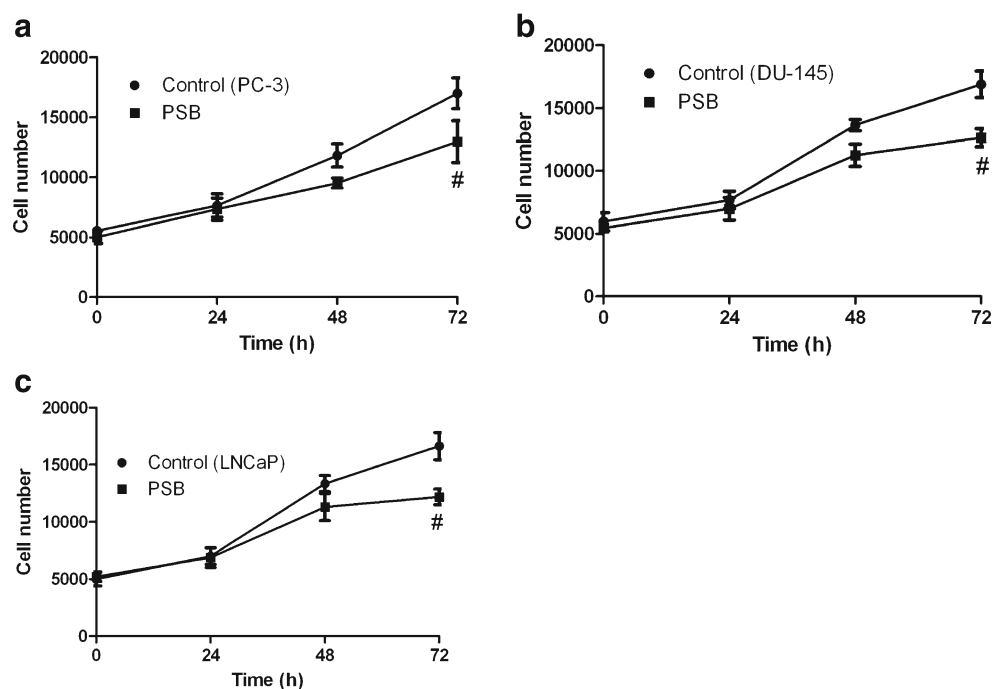 a
20000
15000
10000
5000
0
Cell number
Control (PC-3)
PSB
#
0 24 48 72
Time (h)
b
20000
15000
10000
5000
0
Cell number
Control (DU-145)
PSB
#
0 24 48 72
Time (h)
c
20000
15000
10000
5000
0
Cell number
Control (LNCaP)
PSB
#
0 24 48 72
Time (h)